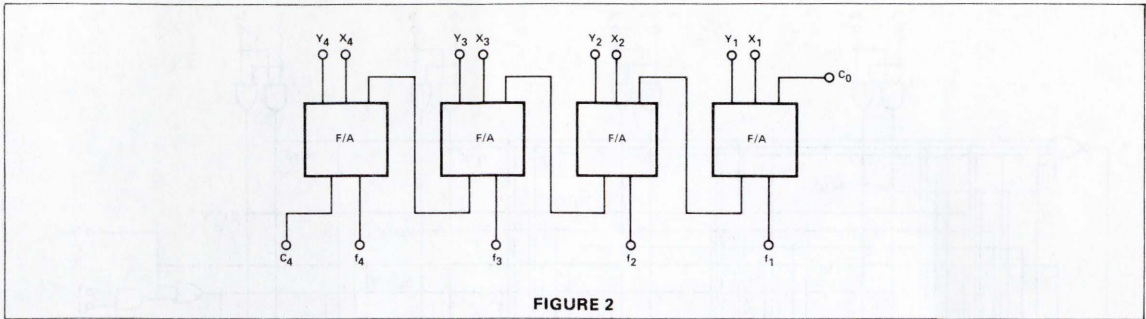 Y4 X4 Y3 X3 Y2 X2 Y1 X1
C0
F/A F/A F/A F/A
C4 f4 f3 f2 f1
FIGURE 2